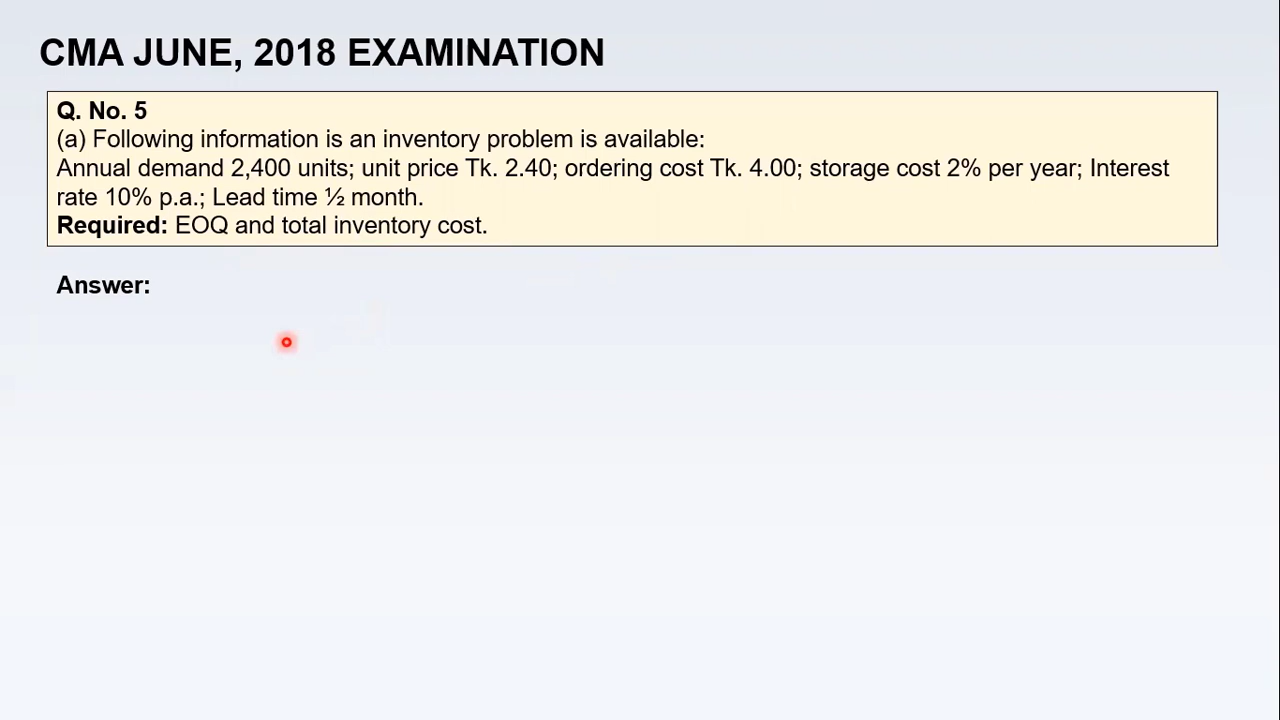 CMA JUNE, 2018 EXAMINATION
Q. No. 5
(a) Following information is an inventory problem is available:
Annual demand 2,400 units; unit price Tk. 2.40; ordering cost Tk. 4.00; storage cost 2% per year; Interest
rate 10% p.a.; Lead time ½ month.
Required: EOQ and total inventory cost.
Answer: